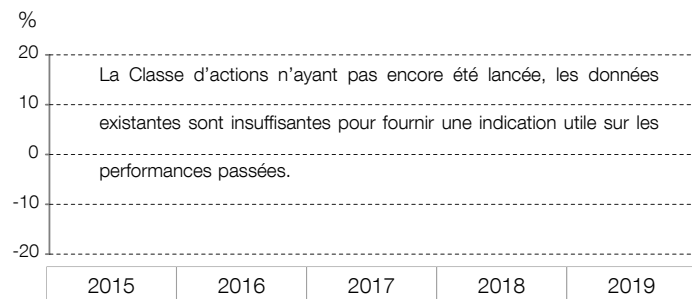 %
20
La Classe d'actions n'ayant pas encore été lancée, les données
10
existantes sont insuffisantes pour fournir une indication utile sur les
0
performances passées.
-10
-20
2015 2016 2017 2018 2019